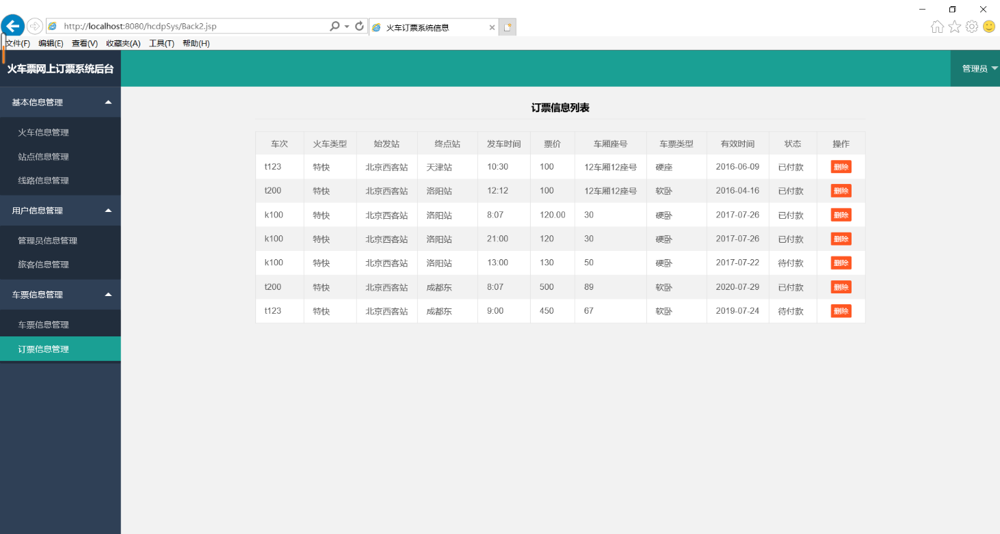 http://localhost:8080/hcdpSys/Back2.jsp 火车订票系统信息
文件(F) 编辑(E) 查看(V) 收藏夹(A) 工具(T) 帮助(H)
火车票网上订票系统后台 管理员
基本信息管理
火车信息管理
站点信息管理
线路信息管理
用户信息管理
管理员信息管理
旅客信息管理
车票信息管理
车票信息管理
订票信息管理
订票信息列表
车次 火车类型 始发站 终点站 发车时间 票价 车厢座号 车票类型 有效时间 状态 操作
t123 特快 北京西客站 天津站 10:30 100 12车厢12座号 硬座 2016-06-09 已付款 删除
t200 特快 北京西客站 洛阳站 12:12 100 12车厢12座号 软卧 2016-04-16 已付款 删除
k100 特快 北京西客站 洛阳站 8:07 120.00 30 硬卧 2017-07-26 已付款 删除
k100 特快 北京西客站 洛阳站 21:00 120 30 硬卧 2017-07-26 已付款 删除
k100 特快 北京西客站 洛阳站 13:00 130 50 硬卧 2017-07-22 待付款 删除
t200 特快 北京西客站 成都东 8:07 500 89 软卧 2020-07-29 已付款 删除
t123 特快 北京西客站 成都东 9:00 450 67 软卧 2019-07-24 待付款 删除